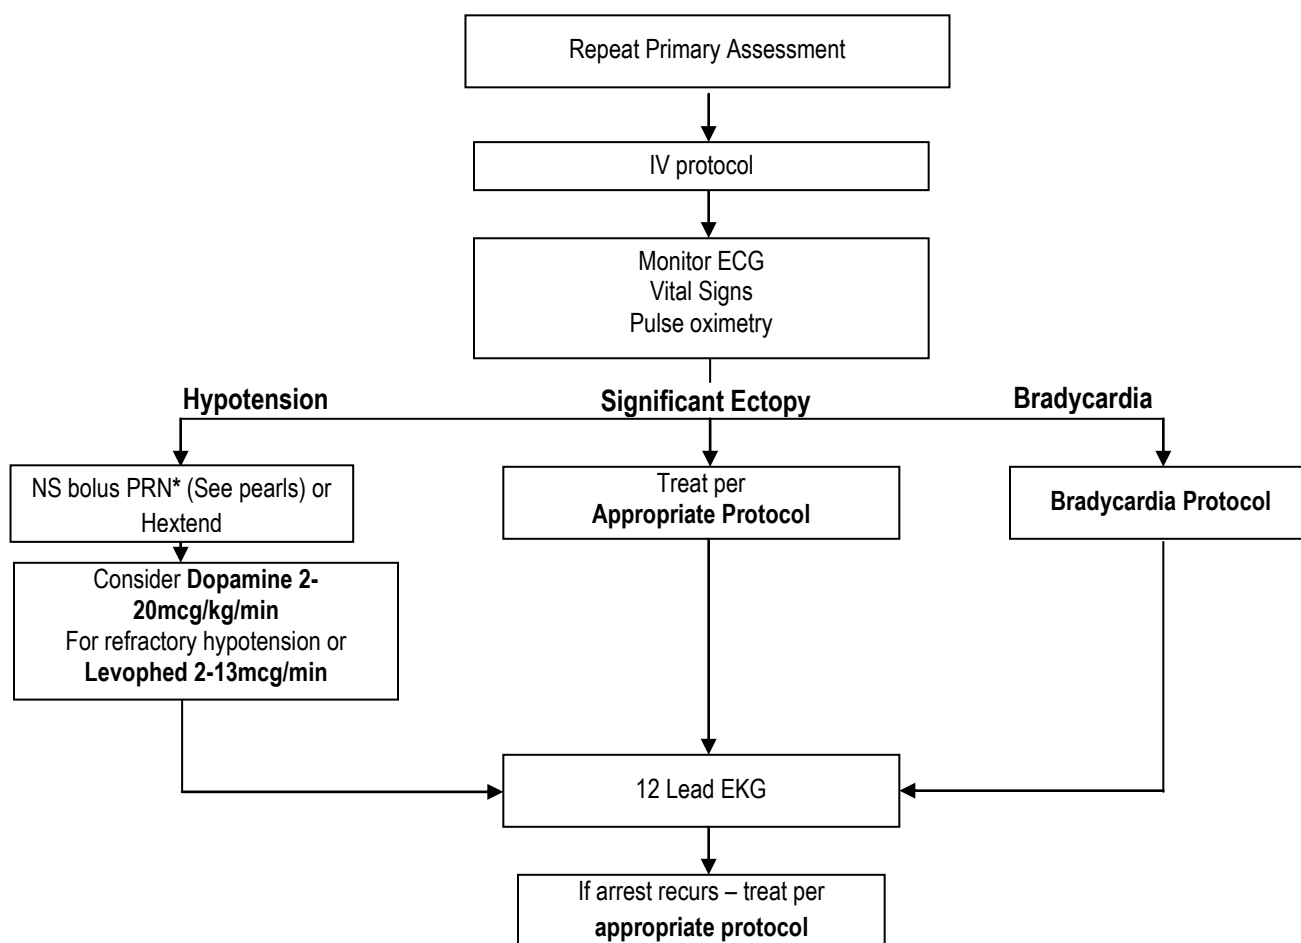 Repeat Primary Assessment
IV protocol
Monitor ECG
Vital Signs
Pulse oximetry
Hypotension
Significant Ectopy
Bradycardia
NS bolus PRN* (See pearls) or
Hextend
Treat per
Appropriate Protocol
Bradycardia Protocol
Consider Dopamine 2-
20mcg/kg/min
For refractory hypotension or
Levophed 2-13mcg/min
12 Lead EKG
If arrest recurs – treat per
appropriate protocol